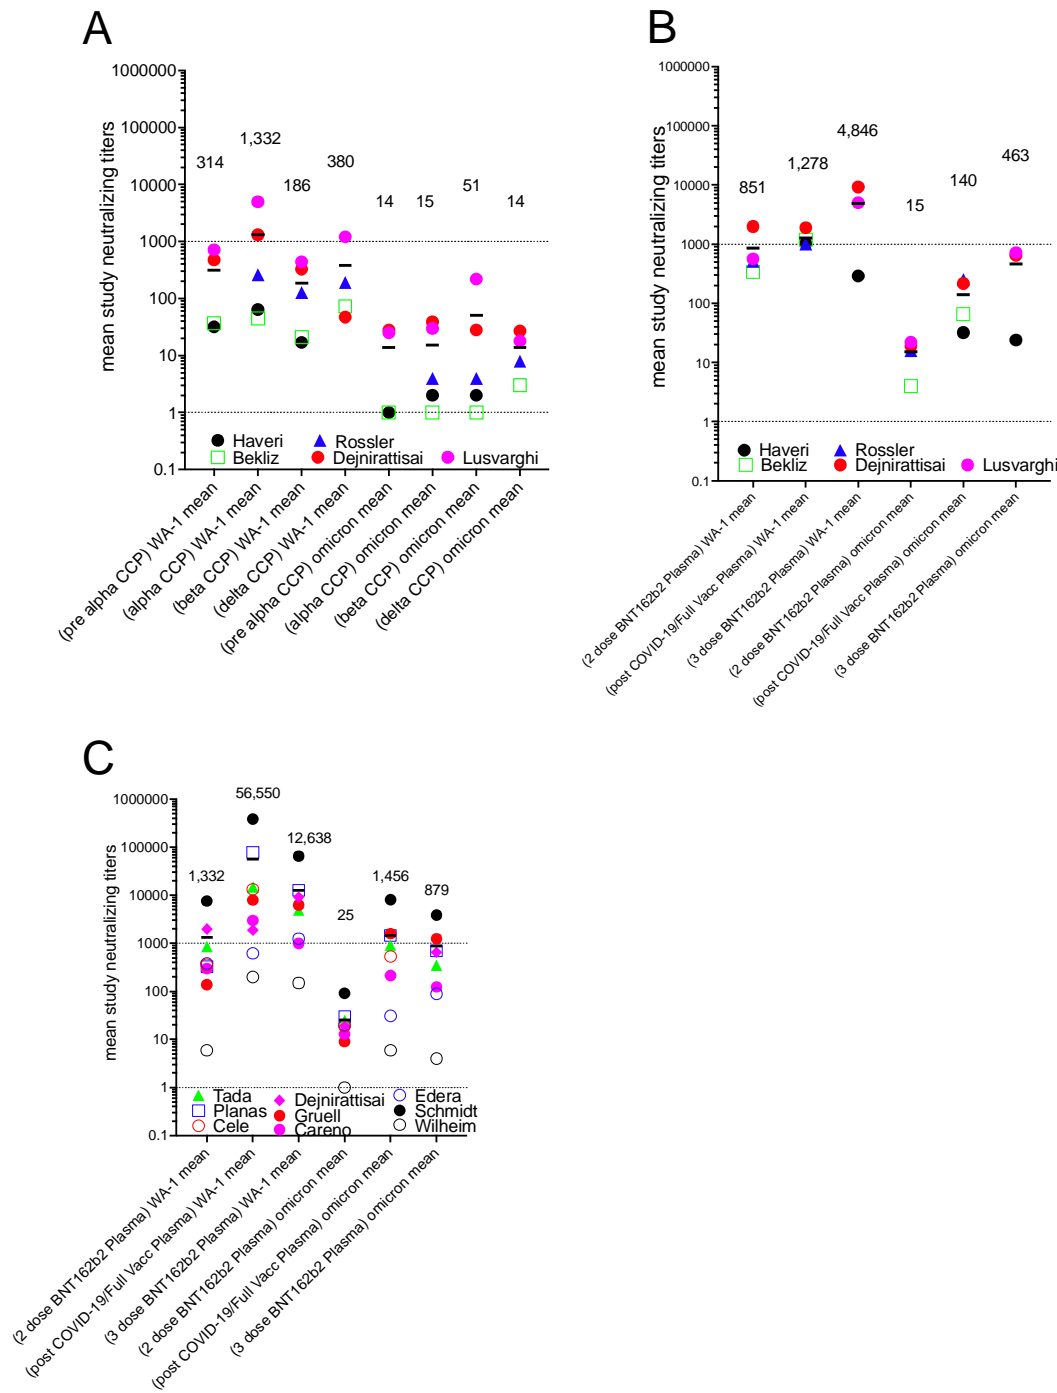 A
mean study neutralizing titers
1000000
100000
10000
1000
100
10
1
0.1
314
1,332
186
380
14
15
51
14
Haveri
Rossler
Bekliz
Dejnirattisai
Lusvarghi
(pre alpha CCP) WA-1 mean
(alpha CCP) WA-1 mean
(beta CCP) WA-1 mean
(delta CCP) WA-1 mean
(pre alpha CCP) omicron mean
(alpha CCP) omicron mean
(beta CCP) omicron mean
(delta CCP) omicron mean
B
mean study neutralizing titers
1000000
100000
10000
1000
100
10
1
0.1
851
1,278
4,846
15
140
463
Haveri
Rossler
Bekliz
Dejnirattisai
Lusvarghi
(2 dose BNT162b2 Plasma) WA-1 mean
(post COVID-19/Full Vacc Plasma) WA-1 mean
(3 dose BNT162b2 Plasma) WA-1 mean
(2 dose BNT162b2 Plasma) omicron mean
(post COVID-19/Full Vacc Plasma) omicron mean
(3 dose BNT162b2 Plasma) omicron mean
C
mean study neutralizing titers
1000000
100000
10000
1000
100
10
1
0.1
1,332
56,550
12,638
25
1,456
879
Tada
Dejnirattisai
Edera
Planas
Gruell
Schmidt
Cele
Careno
Wilheim
(2 dose BNT162b2 Plasma) WA-1 mean
(post COVID-19/Full Vacc Plasma) WA-1 mean
(3 dose BNT162b2 Plasma) WA-1 mean
(2 dose BNT162b2 Plasma) omicron mean
(post COVID-19/Full Vacc Plasma) omicron mean
(3 dose BNT162b2 Plasma) omicron mean